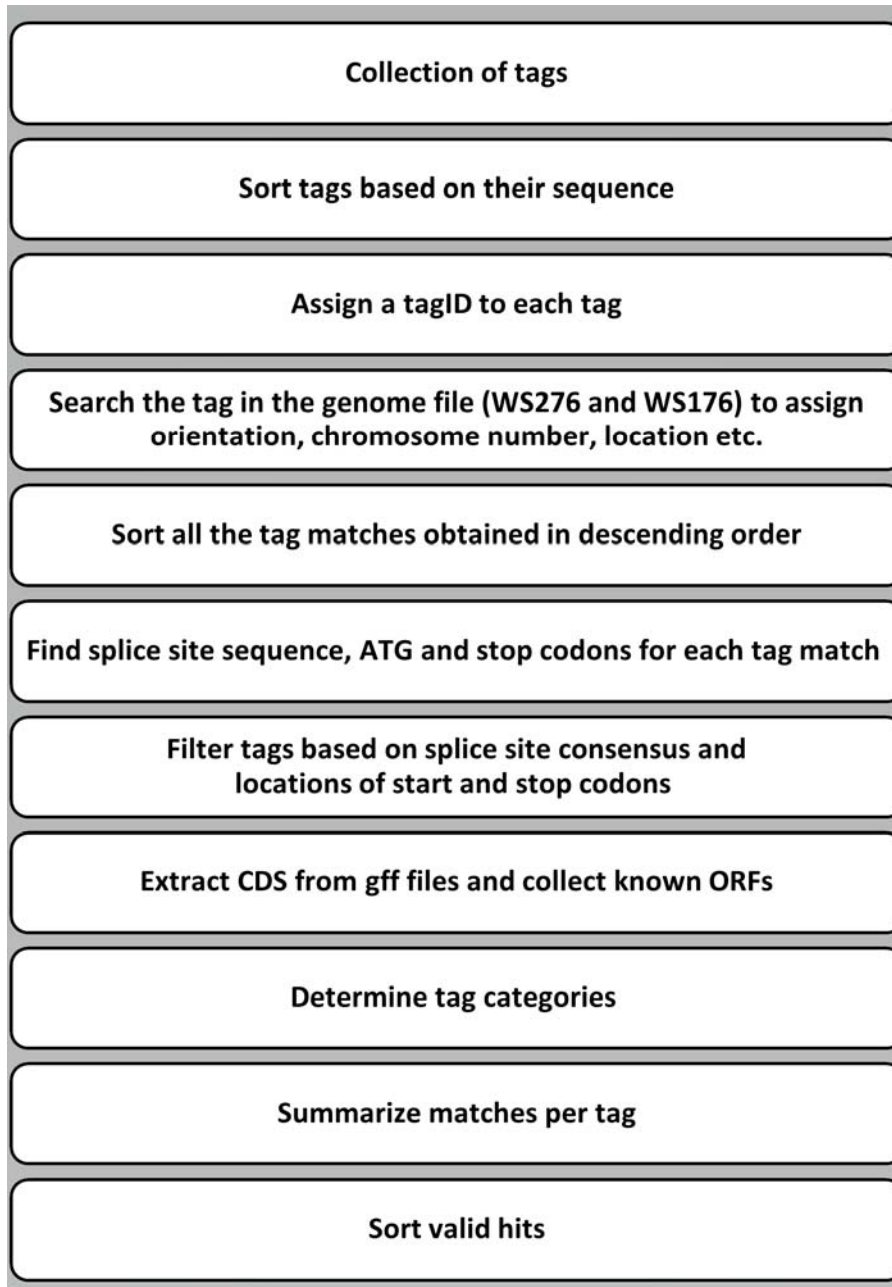 Collection of tags
Sort tags based on their sequence
Assign a tagID to each tag
Search the tag in the genome file (WS276 and WS176) to assign
orientation, chromosome number, location etc.
Sort all the tag matches obtained in descending order
Find splice site sequence, ATG and stop codons for each tag match
Filter tags based on splice site consensus and
locations of start and stop codons
Extract CDS from gff files and collect known ORFs
Determine tag categories
Summarize matches per tag
Sort valid hits